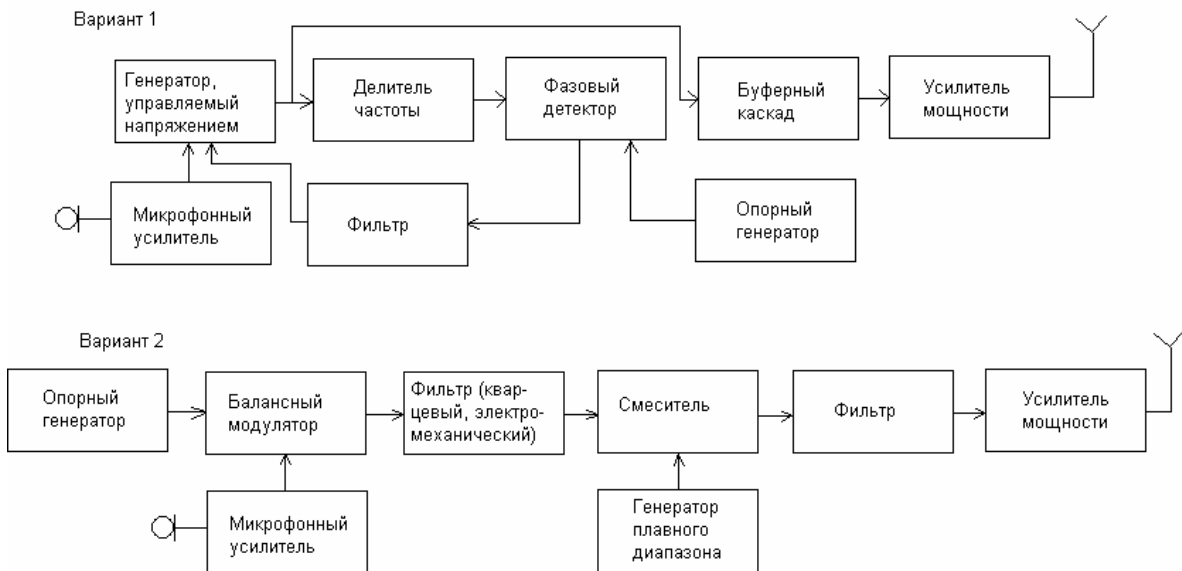 Вариант 1
Генератор,
управляемый
напряжением
Делитель
частоты
Фазовый
детектор
Буферный
каскад
Усилитель
мощности
Микрофонный
усилитель
Фильтр
Опорный
генератор
Вариант 2
Опорный
генератор
Балансный
модулятор
Фильтр (квар-
цевый, электро-
механический)
Смеситель
Фильтр
Усилитель
мощности
Микрофонный
усилитель
Генератор
плавного
диапазона